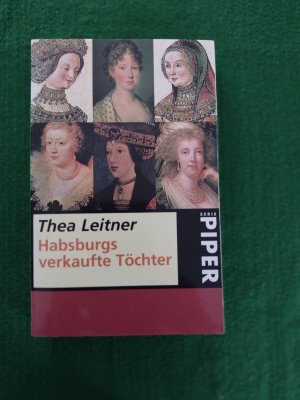 Thea Leitner
Habsburgs
verkaufte Töchter
SERIE
PIPER